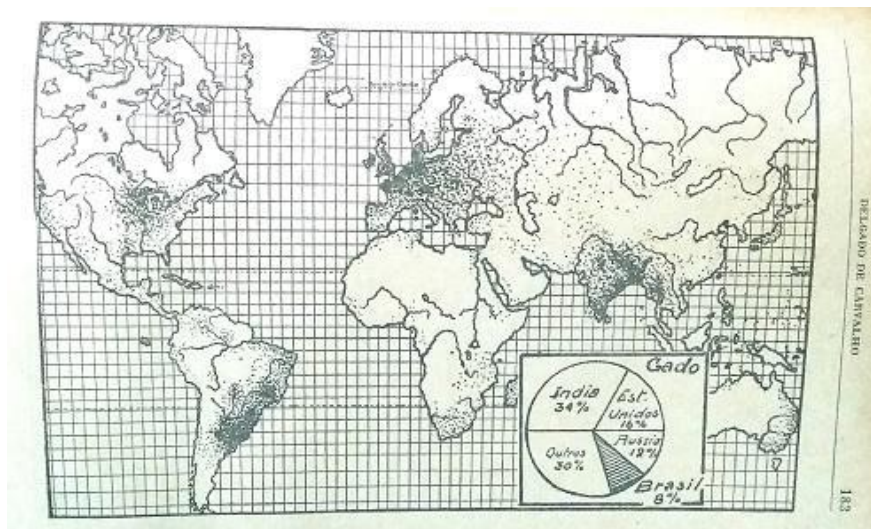 Gado
India
34%
Est.
Unidos
16%
Russia
12%
Outros
30%
Brasil
8%
DELGADO DE CARVALHO
183